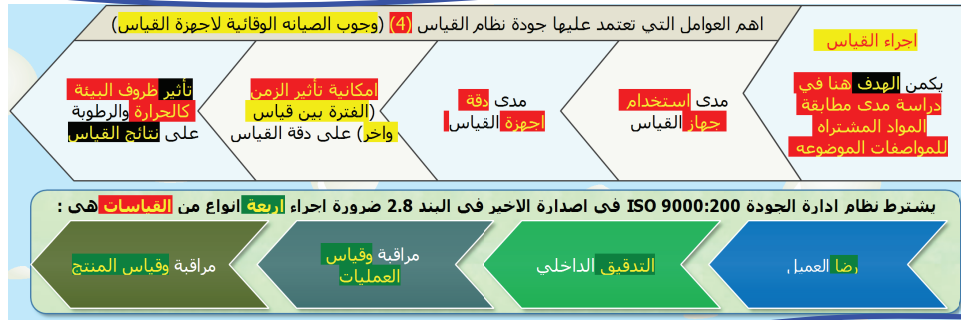 اهم العوامل التي تعتمد عليها جودة نظام القياس (4) (وجوب الصيانه الوقائية لاجهزة القياس)
اجراء القياس
يكمن الهدف هنا في
دراسة مدى مطابقة
المواد المشتراه
للمواصفات الموضوعه
مدى استخدام
جهاز القياس
مدى دقة
اجهزة القياس
امكانية تأثير الزمن
(الفترة بين قياس
واخر) على دقة القياس
تأثير ظروف البيئة
كالحرارة والرطوبة
على نتائج القياس
يشترط نظام ادارة الجودة ISO 9000:200 في اصدارة الاخير في البند 2.8 ضرورة اجراء اربعة انواع من القياسات هي :
رضا العميل
التدقيق الداخلي
مراقبة وقياس
العمليات
مراقبة وقياس المنتج